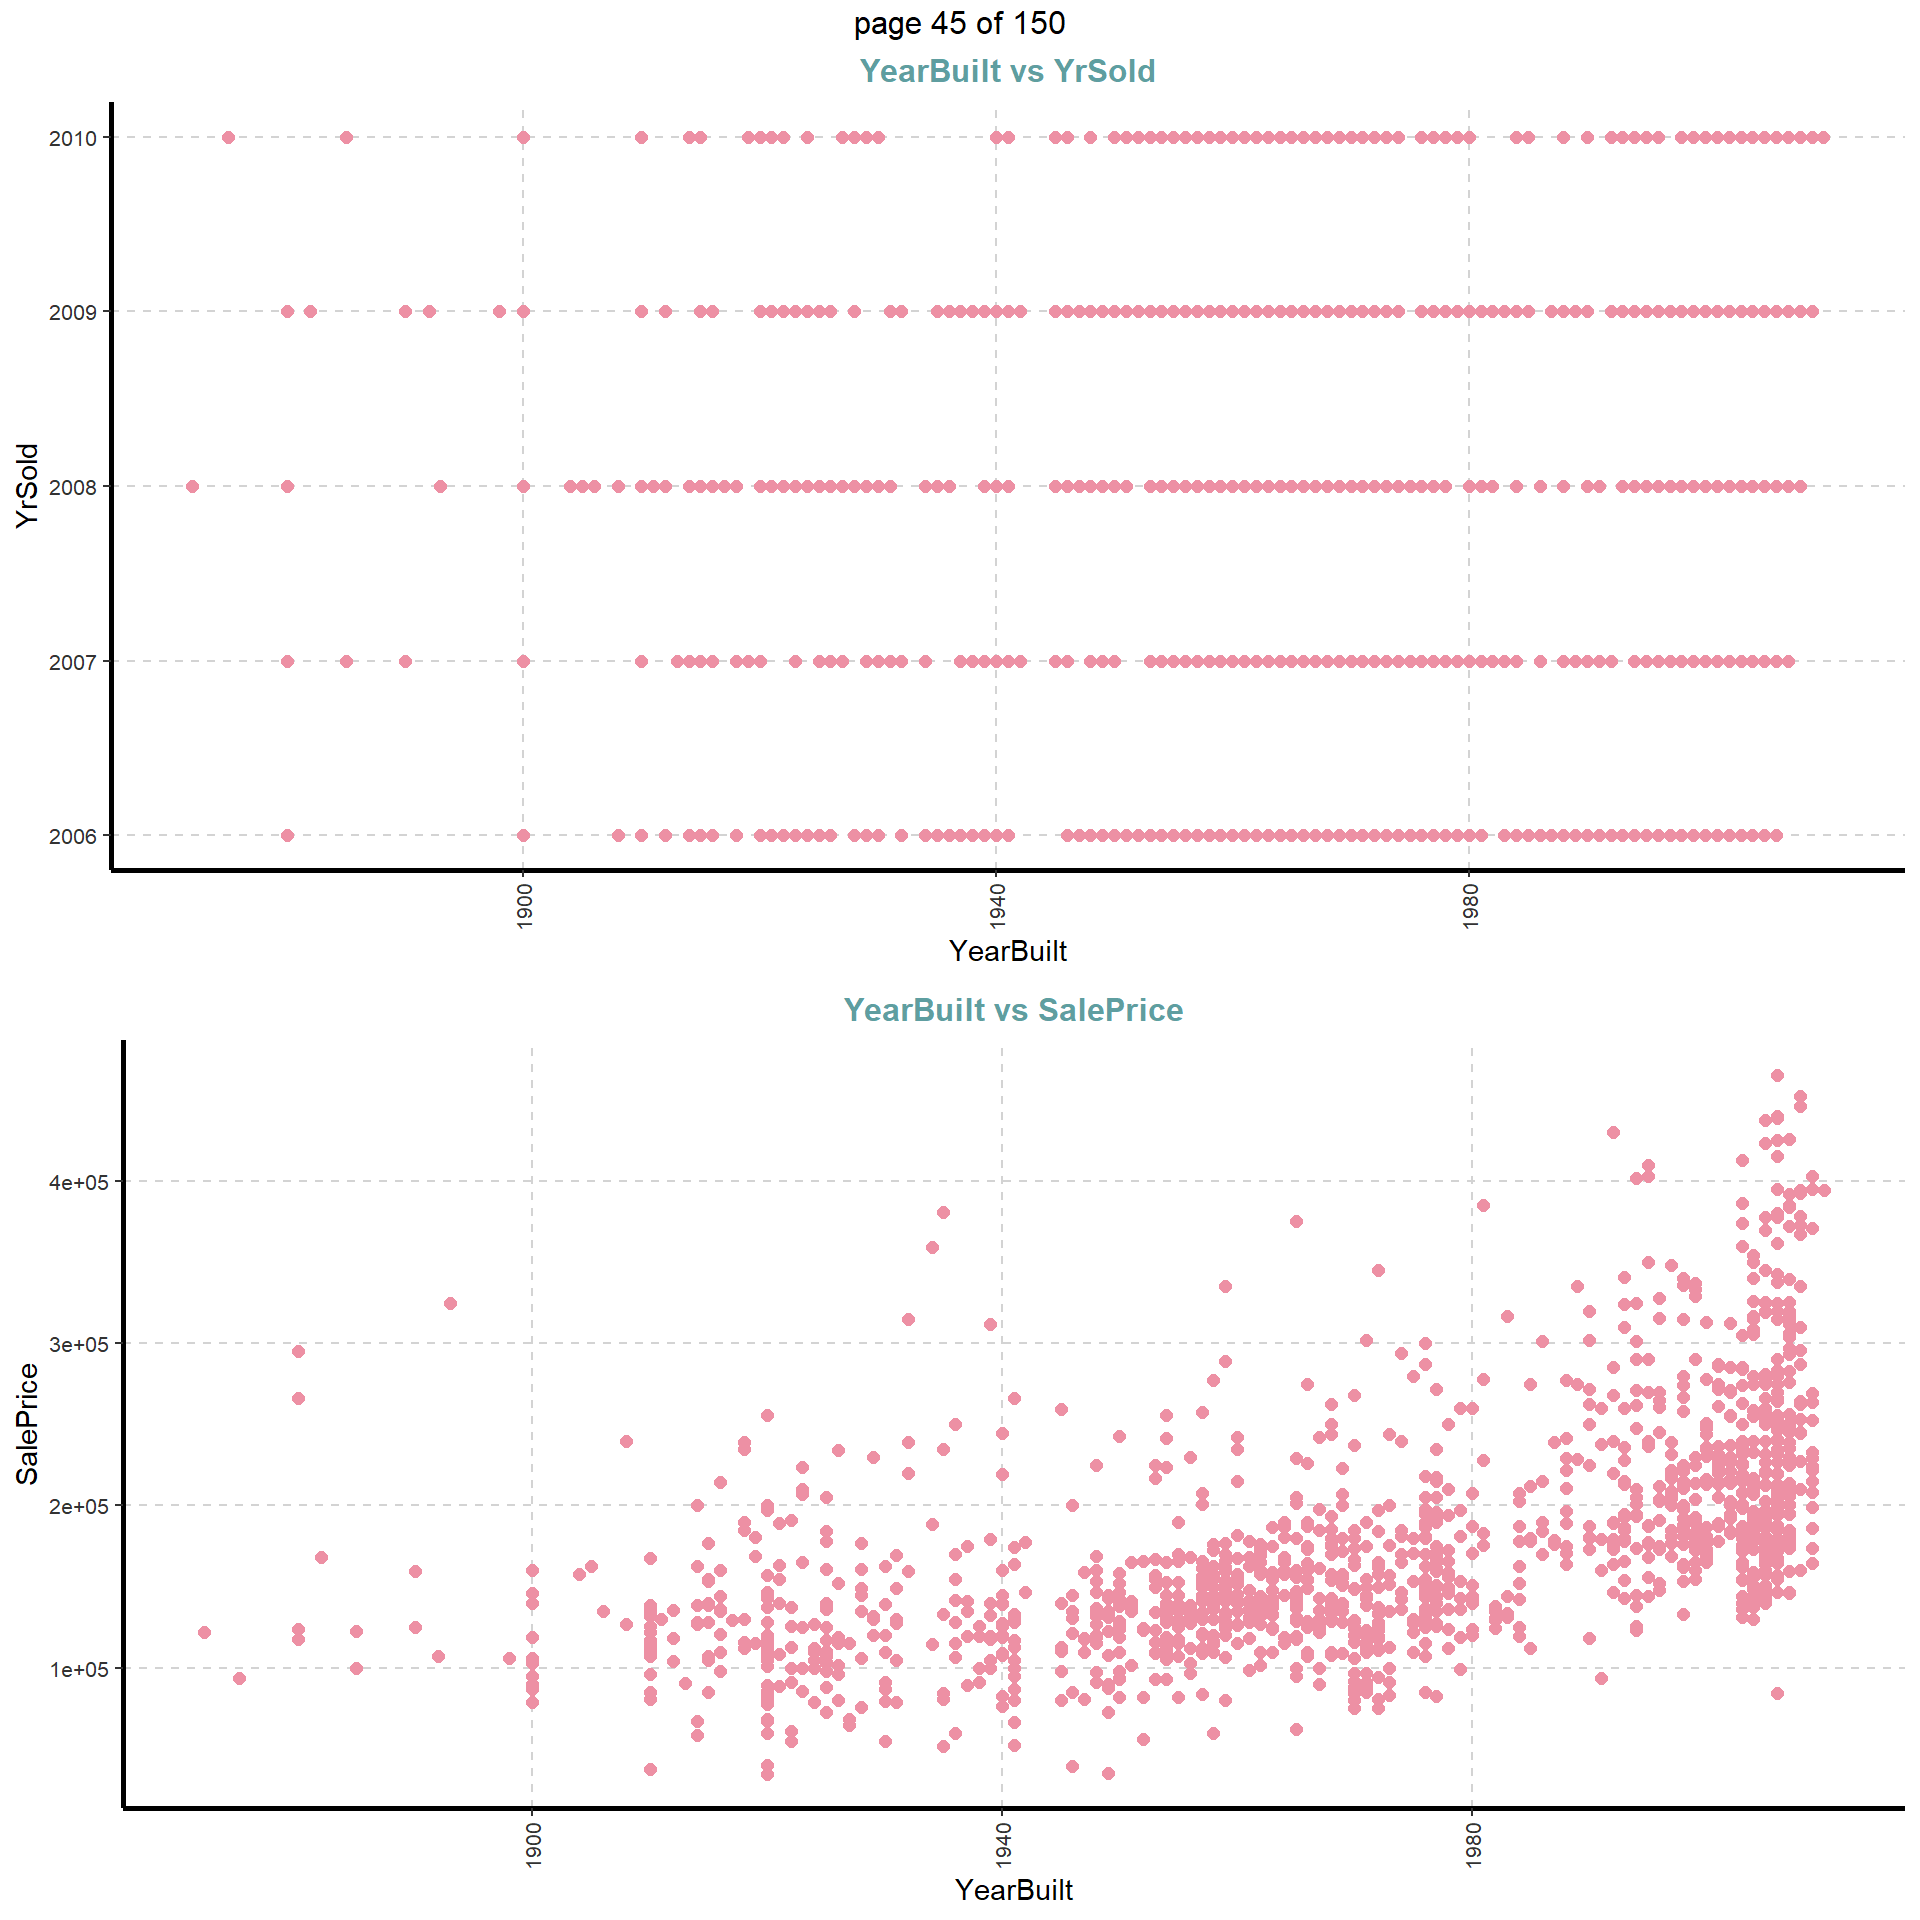 page 45 of 150
YearBuilt vs YrSold
2010
2009
2008
2007
2006
YrSold
1900
1940
1980
YearBuilt
YearBuilt vs SalePrice
4e+05
3e+05
2e+05
1e+05
SalePrice
1900
1940
1980
YearBuilt